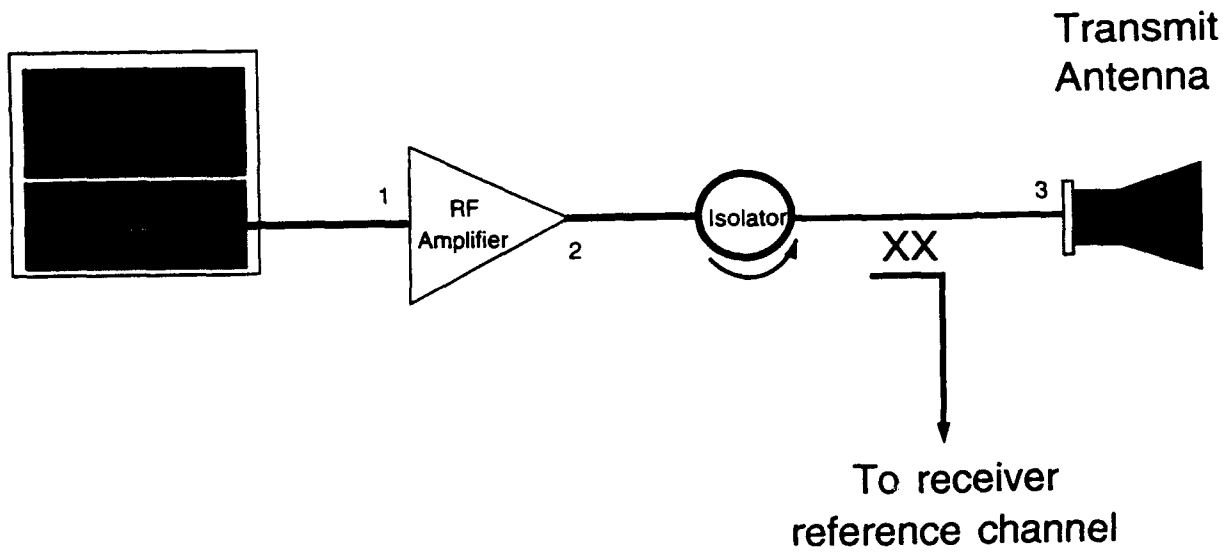 Transmit
Antenna
1
RF
Amplifier
2
Isolator
3
XX
To receiver
reference channel